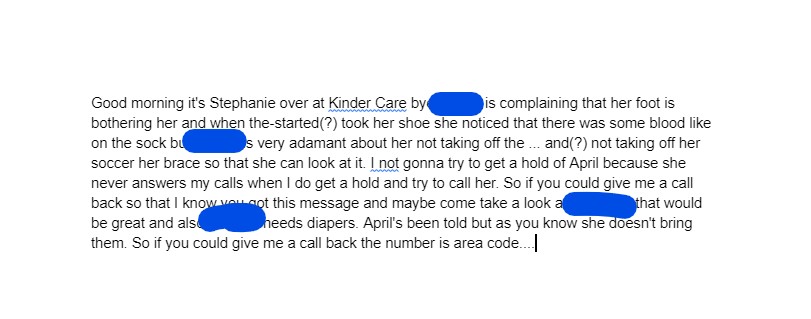 Good morning it's Stephanie over at Kinder Care by is complaining that her foot is
bothering her and when the-started(?) took her shoe she noticed that there was some blood like
on the sock bu s very adamant about her not taking off the ... and(?) not taking off her
soccer her brace so that she can look at it. I not gonna try to get a hold of April because she
never answers my calls when I do get a hold and try to call her. So if you could give me a call
back so that I know you got this message and maybe come take a look a that would
be great and also needs diapers. April's been told but as you know she doesn't bring
them. So if you could give me a call back the number is area code....